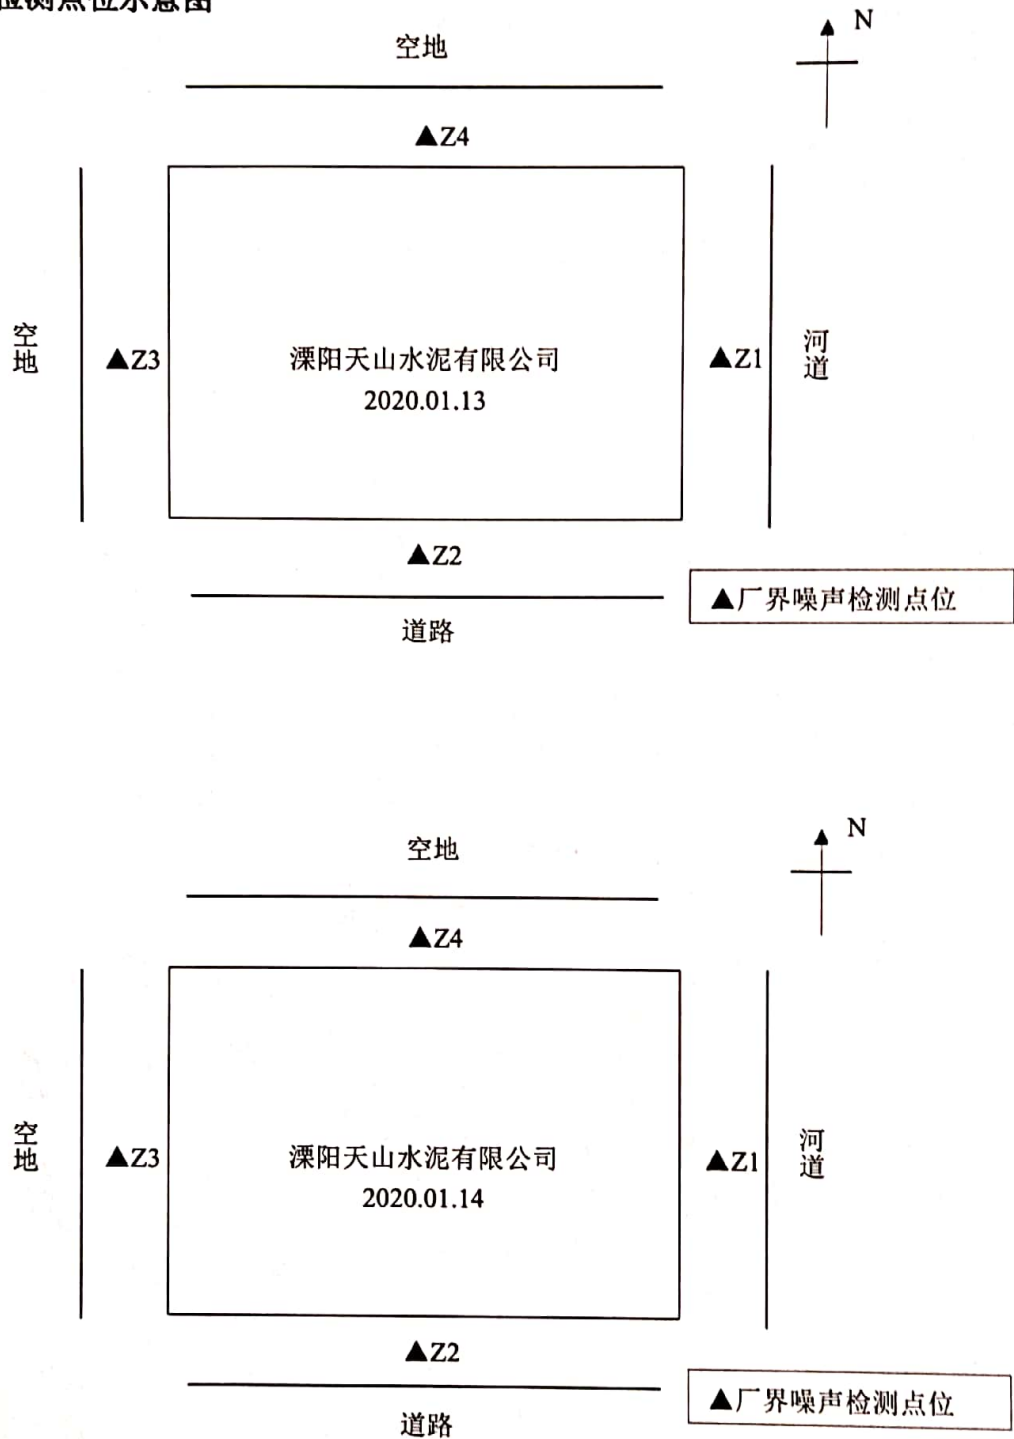 检测点位示意图
N
空地
▲Z4
空地
▲Z3
溧阳天山水泥有限公司
2020.01.13
▲Z1
河道
▲Z2
▲厂界噪声检测点位
道路
N
空地
▲Z4
空地
▲Z3
溧阳天山水泥有限公司
2020.01.14
▲Z1
河道
▲Z2
▲厂界噪声检测点位
道路